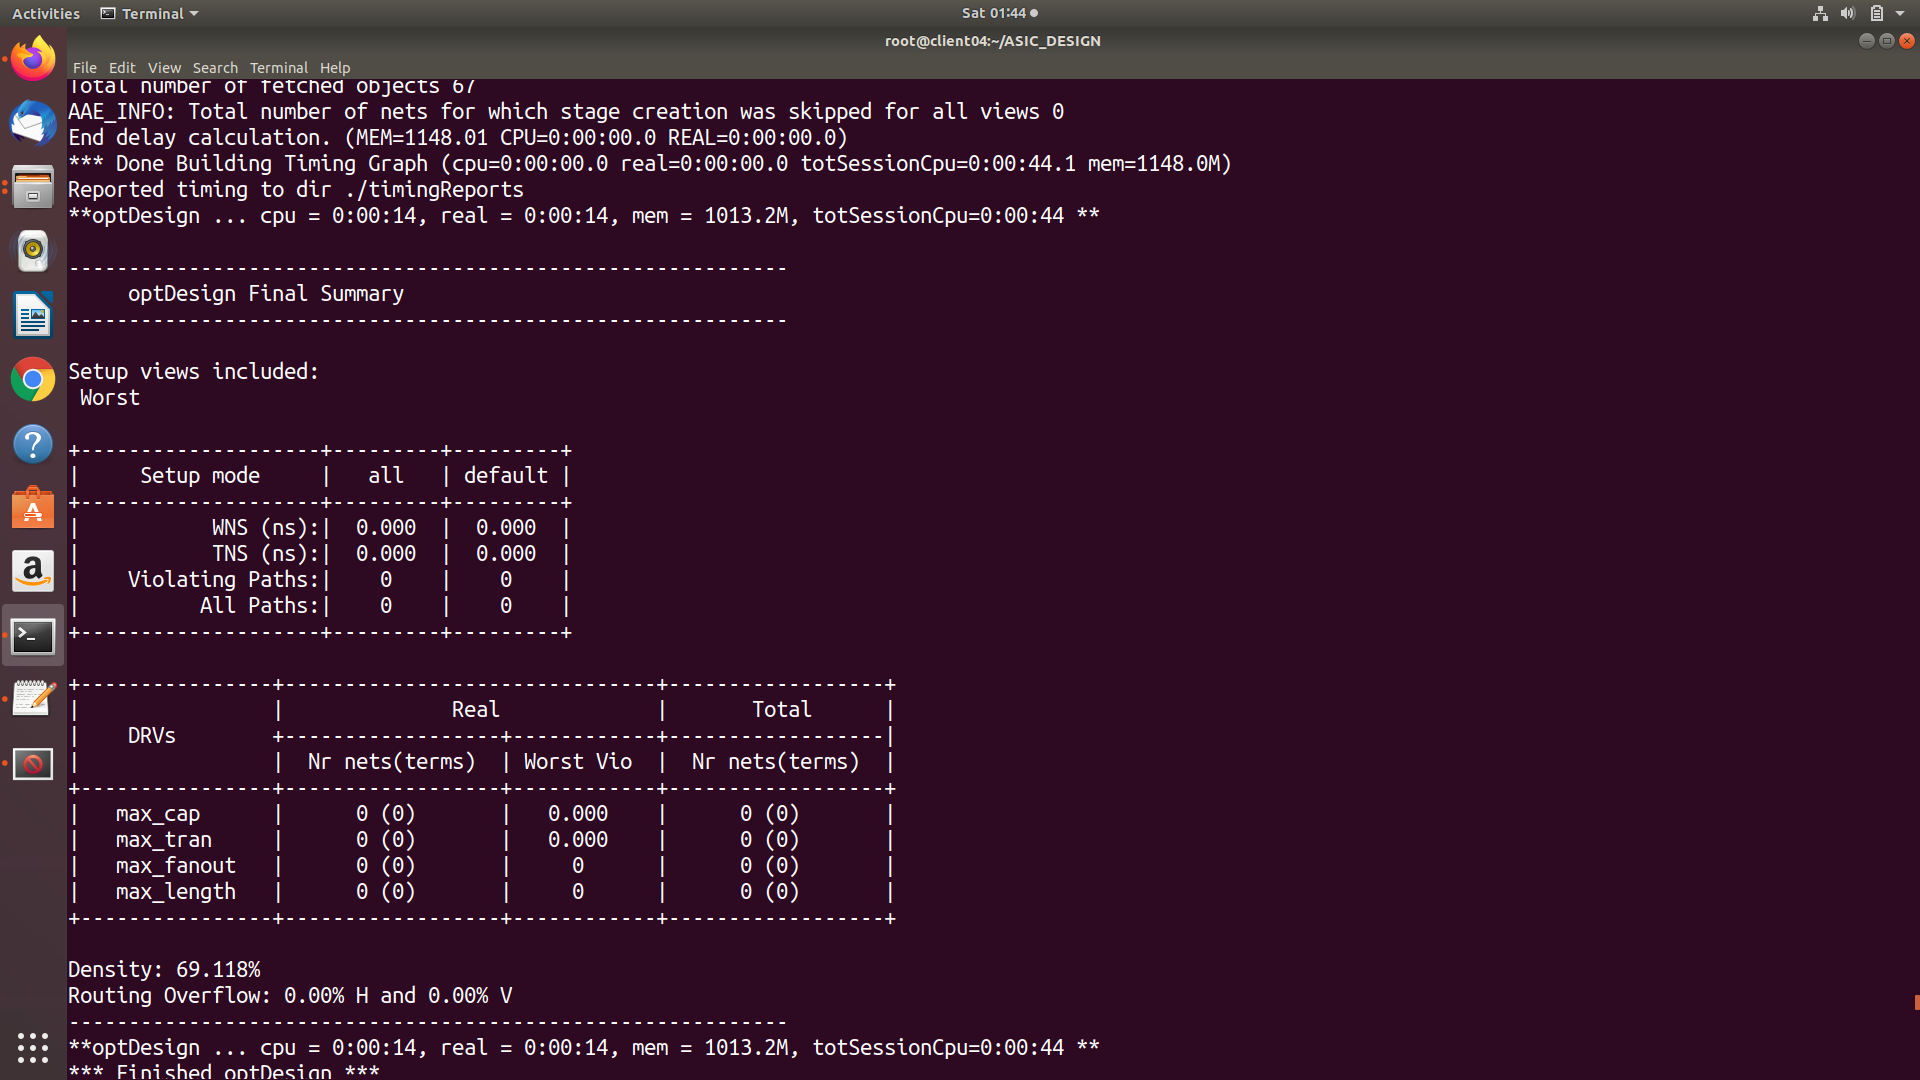 Activities Terminal Sat 01:44
root@client04:~/ASIC_DESIGN
File Edit View Search Terminal Help
Total number of fetched objects 67
AAE_INFO: Total number of nets for which stage creation was skipped for all views 0
End delay calculation. (MEM=1148.01 CPU=0:00:00.0 REAL=0:00:00.0)
*** Done Building Timing Graph (cpu=0:00:00.0 real=0:00:00.0 totSessionCpu=0:00:44.1 mem=1148.0M)
Reported timing to dir ./timingReports
**optDesign ... cpu = 0:00:14, real = 0:00:14, mem = 1013.2M, totSessionCpu=0:00:44 **
------------------------------------------------------------
     optDesign Final Summary
------------------------------------------------------------
Setup views included:
 Worst
+--------------------+---------+---------+
|     Setup mode     |   all   | default |
+--------------------+---------+---------+
|           WNS (ns):|  0.000  |  0.000  |
|           TNS (ns):|  0.000  |  0.000  |
|    Violating Paths:|    0    |    0    |
|          All Paths:|    0    |    0    |
+--------------------+---------+---------+
+----------------+-------------------------------+------------------+
|                |              Real             |       Total      |
|    DRVs        +------------------+------------+------------------|
|                |  Nr nets(terms)  | Worst Vio  |  Nr nets(terms)  |
+----------------+------------------+------------+------------------+
|   max_cap      |      0 (0)       |   0.000    |      0 (0)       |
|   max_tran     |      0 (0)       |   0.000    |      0 (0)       |
|   max_fanout   |      0 (0)       |     0      |      0 (0)       |
|   max_length   |      0 (0)       |     0      |      0 (0)       |
+----------------+------------------+------------+------------------+
Density: 69.118%
Routing Overflow: 0.00% H and 0.00% V
------------------------------------------------------------
**optDesign ... cpu = 0:00:14, real = 0:00:14, mem = 1013.2M, totSessionCpu=0:00:44 **
*** Finished optDesign ***